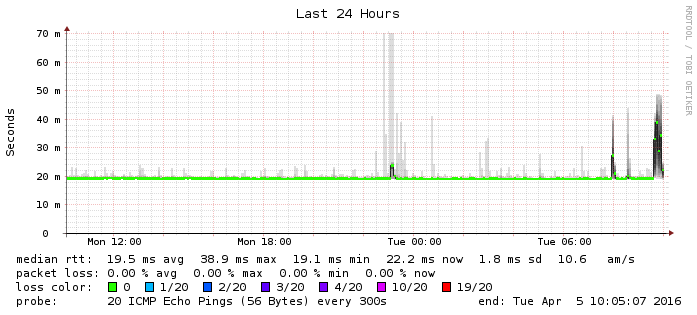 Last 24 Hours
RRDTOOL / TOBI OETIKER
Seconds
70 m
60 m
50 m
40 m
30 m
20 m
10 m
0
Mon 12:00 Mon 18:00 Tue 00:00 Tue 06:00
median rtt: 19.5 ms avg 38.9 ms max 19.1 ms min 22.2 ms now 1.8 ms sd 10.6 am/s
packet loss: 0.00 % avg 0.00 % max 0.00 % min 0.00 % now
loss color: 0 1/20 2/20 3/20 4/20 10/20 19/20
probe: 20 ICMP Echo Pings (56 Bytes) every 300s end: Tue Apr 5 10:05:07 2016